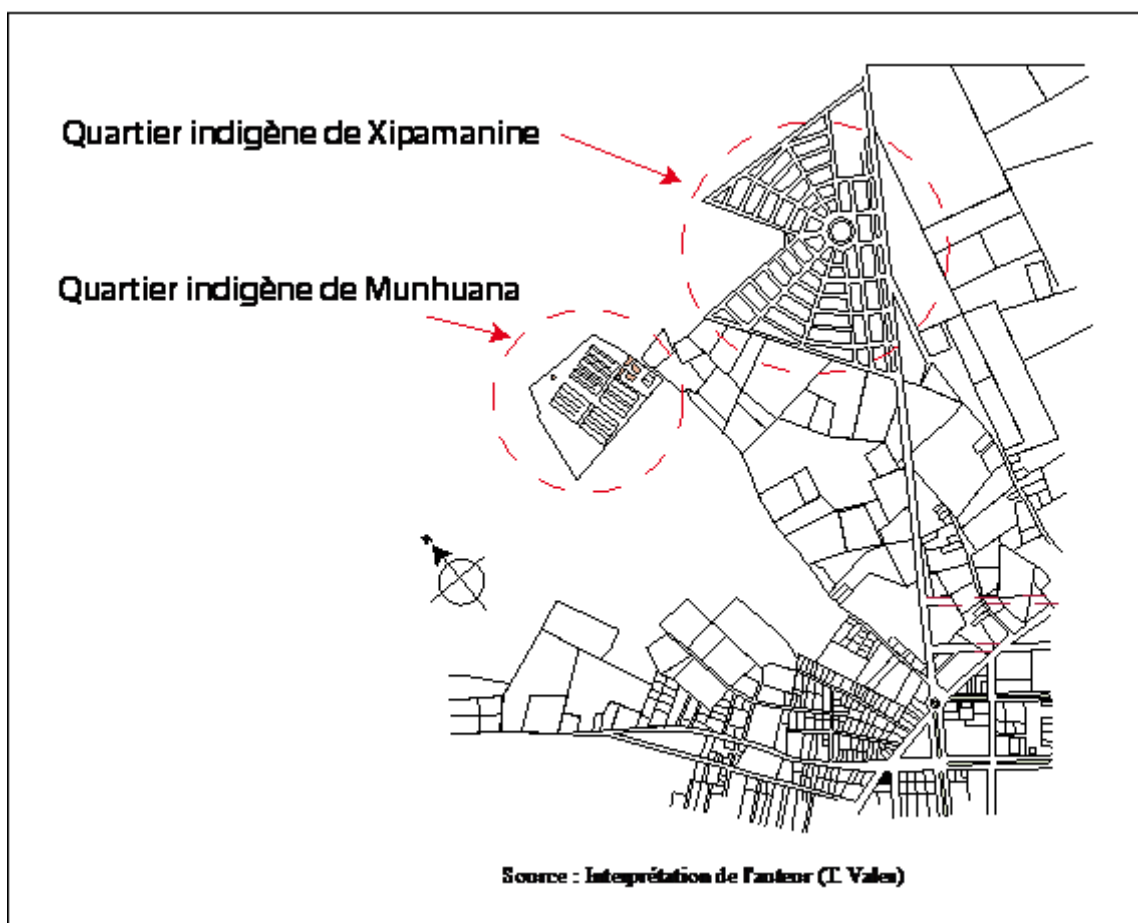 Quartier indigène de Xipamanine
Quartier indigène de Munhuana
Source : Interprétation de l'auteur (T. Vales)